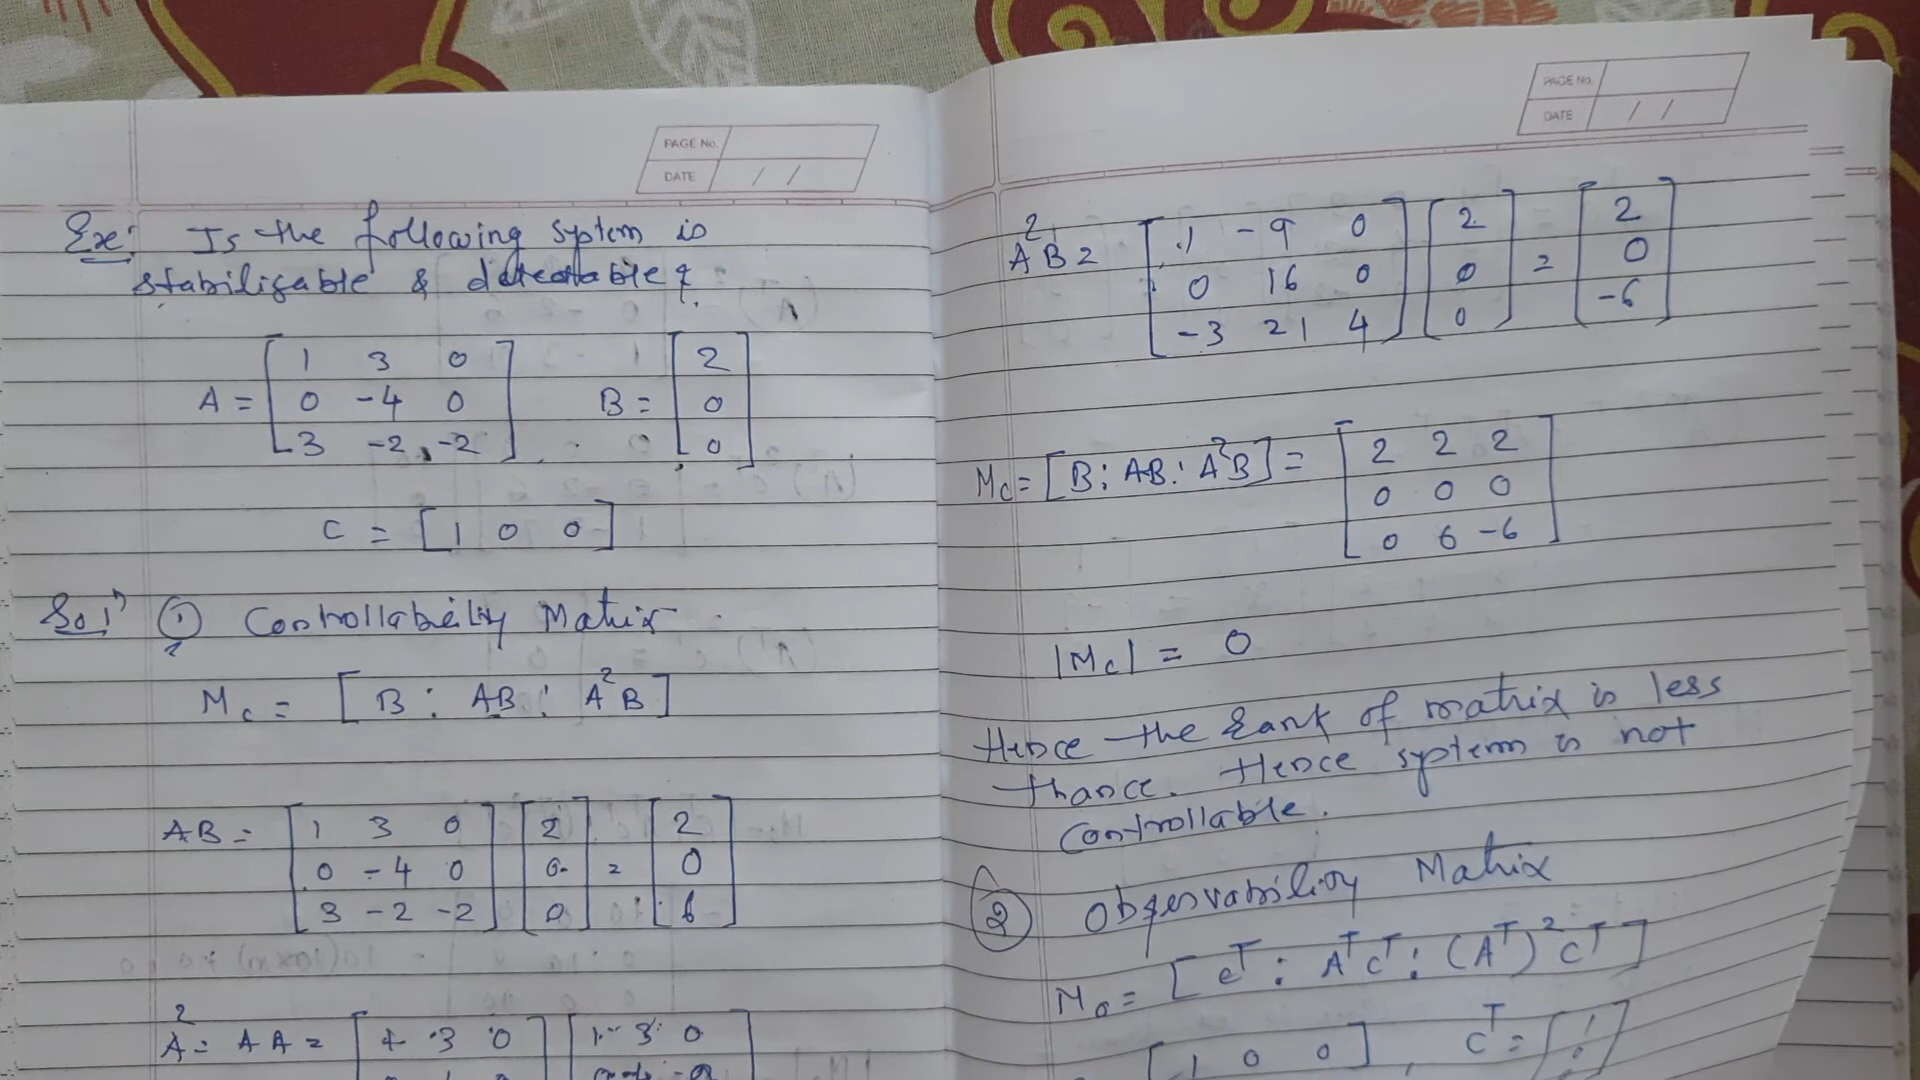 PAGE No.
DATE / /
Ex: Is the following system is
stabilizable & detectable?
A = [ 1 3 0
0 -4 0
3 -2 -2 ]
B = [ 2
0
0 ]
C = [ 1 0 0 ]
Sol ① Controllability Matrix
Mc = [ B : AB : A²B ]
AB = [ 1 3 0
0 -4 0
3 -2 -2 ] [ 2
0
0 ] = [ 2
0
6 ]
A² = AA = [ 1 3 0 ] [ 1 3 0 ]
PAGE No.
DATE / /
A²B = [ 1 -9 0
0 16 0
-3 21 4 ] [ 2
0
0 ] = [ 2
0
-6 ]
Mc = [ B : AB : A²B ] = [ 2 2 2
0 0 0
0 6 -6 ]
|Mc| = 0
Hence the Rank of matrix is less
. Hence system is not
Controllable.
② Observability Matrix
Mo = [ Cᵀ : AᵀCᵀ : (Aᵀ)²Cᵀ ]
[ 1 0 0 ] , Cᵀ =